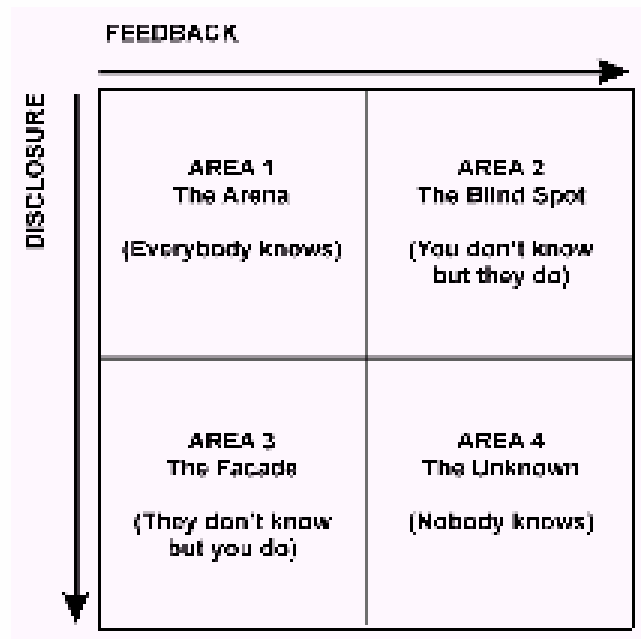 FEEDBACK
DISCLOSURE
AREA 1
The Arena
(Everybody knows)
AREA 2
The Blind Spot
(You don't know
but they do)
AREA 3
The Facade
(They don't know
but you do)
AREA 4
The Unknown
(Nobody knows)